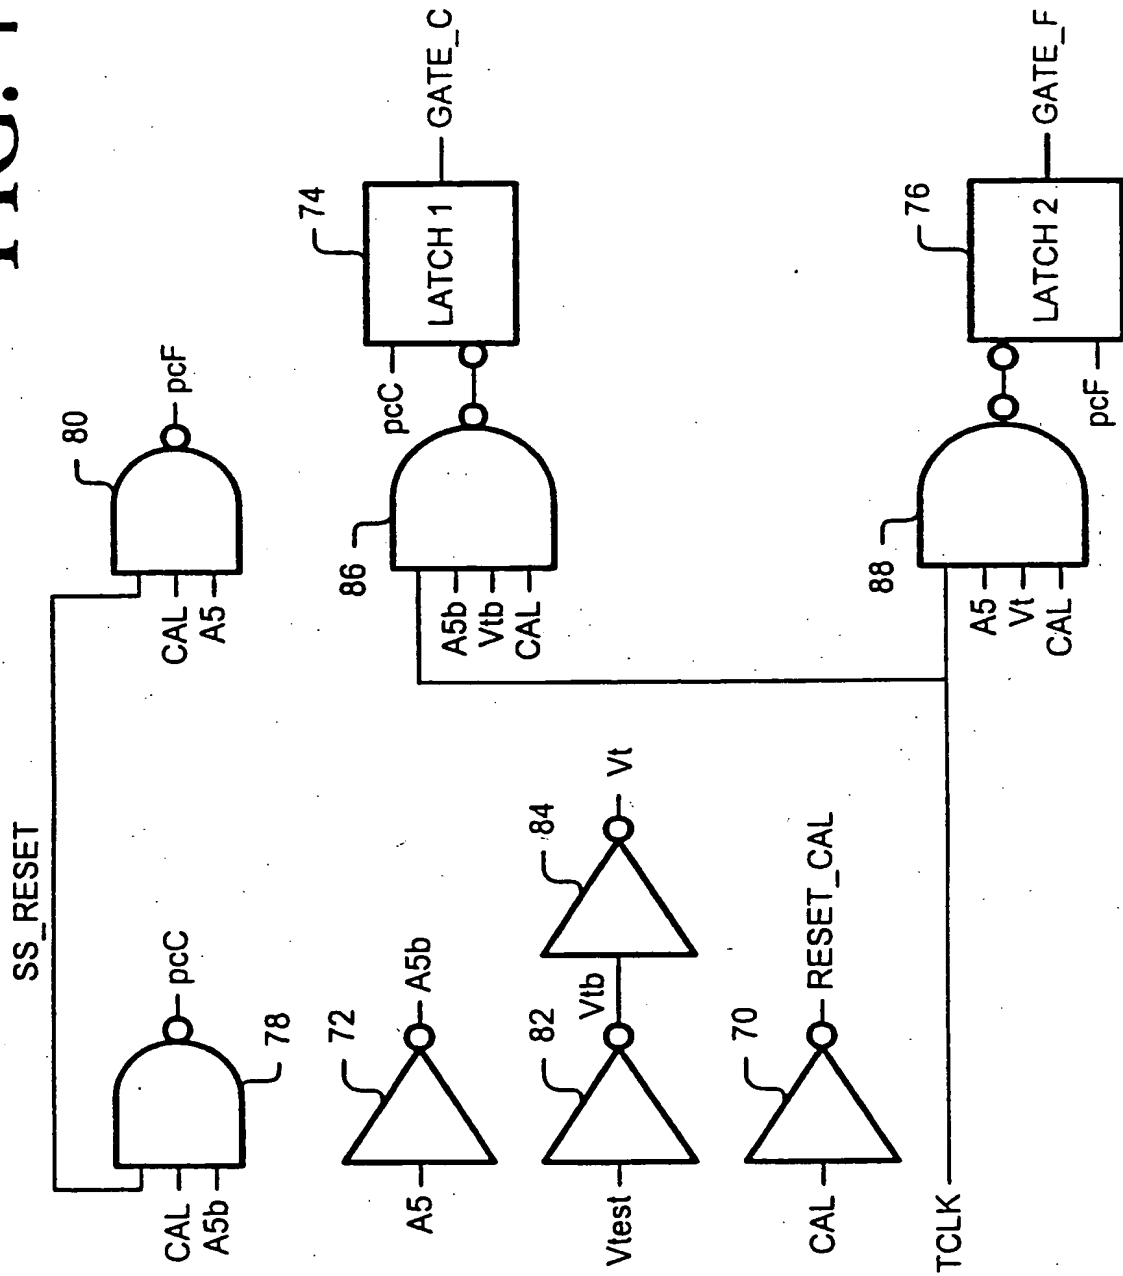 FIG.
SS_RESET
CAL
A5b
pcC
78
CAL
A5
pcF
80
A5
72
A5b
Vtest
82
Vtb
84
Vt
CAL
70
RESET_CAL
TCLK
86
A5b
Vtb
CAL
pcC
LATCH 1
74
GATE_C
88
A5
Vt
CAL
pcF
LATCH 2
76
GATE_F